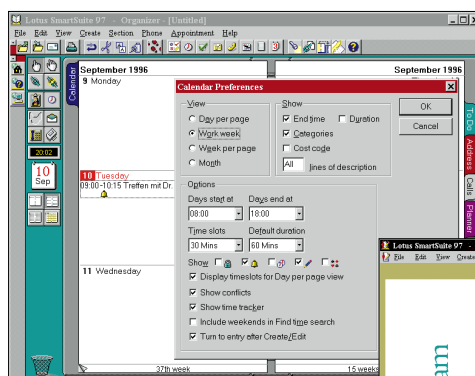 Lotus SmartSuite 97 - Organizer - [Untitled]
File Edit View Create Section Phone Appointment Help
Calendar
September 1996
9 Monday
10 Tuesday
09:00-10:15 Treffen mit Dr.
11 Wednesday
37th week
September 1996
15 weeks
20:02
10
Sep
To Do
Address
Calls
Planner
Calendar Preferences
View
Day per page
Work week
Week per page
Month
Show
End time
Duration
Categories
Cost code
All
lines of description
OK
Cancel
Options
Days start at
Days end at
08:00
18:00
Time slots
Default duration
30 Mins
60 Mins
Show
Display timeslots for Day per page view
Show conflicts
Show time tracker
Include weekends in Find time search
Turn to entry after Create/Edit
Lotus SmartSuite 97 -
File Edit View Create
am